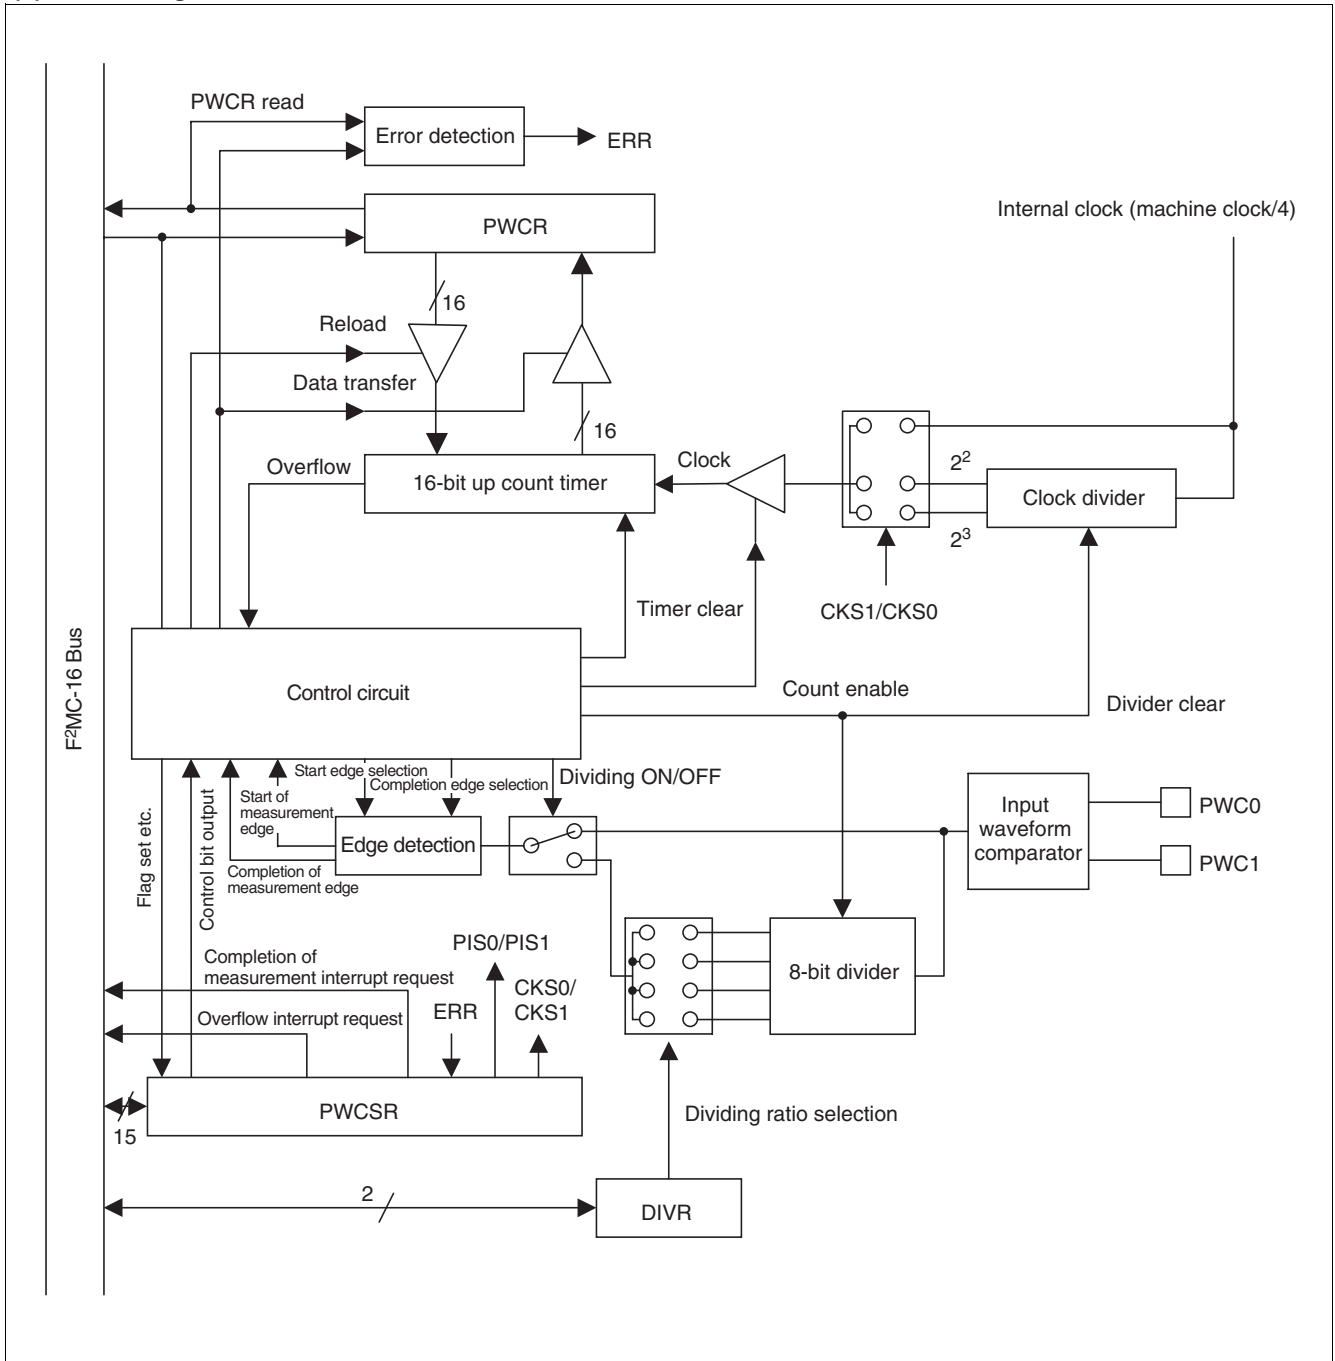 PWCR read
Error detection
ERR
PWCR
Internal clock (machine clock/4)
16
Reload
Data transfer
16
Overflow
16-bit up count timer
Clock
2²
Clock divider
2³
Timer clear
CKS1/CKS0
F²MC-16 Bus
Control circuit
Count enable
Divider clear
Start edge selection
Completion edge selection
Dividing ON/OFF
Flag set etc.
Control bit output
Start of
measurement
edge
Edge detection
Completion of
measurement edge
Input
waveform
comparator
PWC0
PWC1
Completion of
measurement interrupt request
PIS0/PIS1
8-bit divider
Overflow interrupt request
ERR
CKS0/
CKS1
PWCSR
15
Dividing ratio selection
2
DIVR